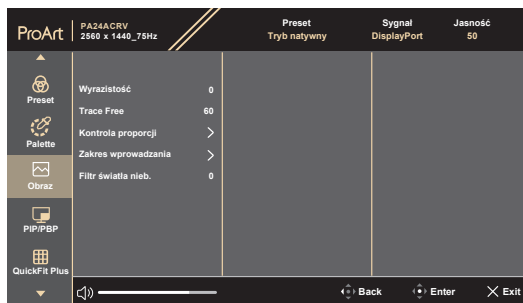 ProArt
PA24ACRV
2560 x 1440_75Hz
Preset
Tryb natywny
Sygnał
DisplayPort
Jasność
50
Preset
Palette
Obraz
PIP/PBP
QuickFit Plus
Wyrazistość 0
Trace Free 60
Kontrola proporcji
Zakres wprowadzania
Filtr światła nieb. 0
Back
Enter
Exit